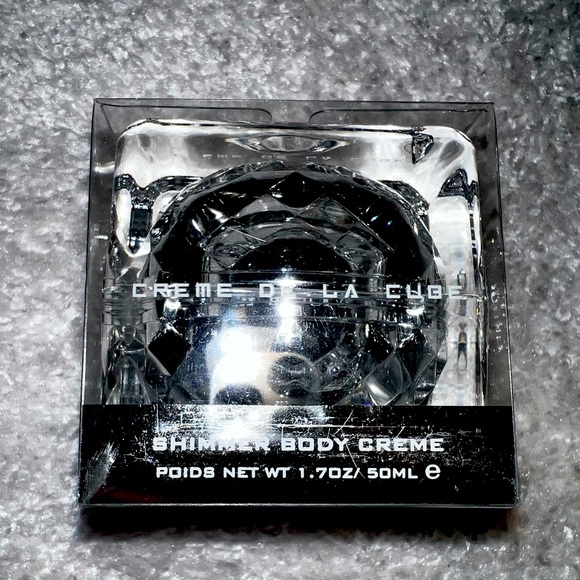 CREME DE LA CUBE
SHIMMER BODY CREME
POIDS NET WT 1.7OZ/ 50ML e